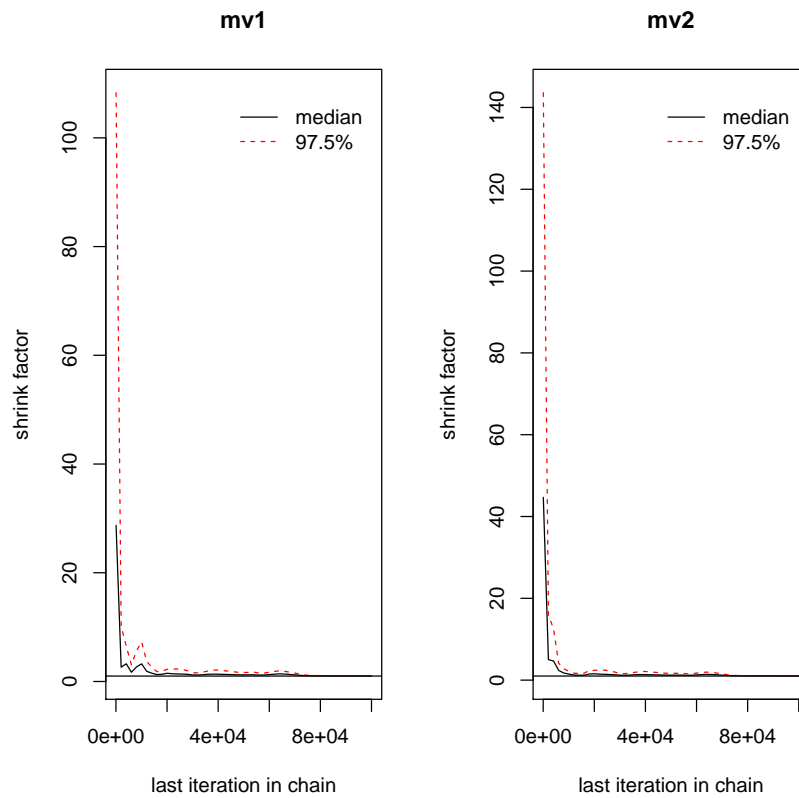 mv1
median
97.5%
shrink factor
0
20
40
60
80
100
0e+00
4e+04
8e+04
last iteration in chain
mv2
median
97.5%
shrink factor
0
20
40
60
80
100
120
140
0e+00
4e+04
8e+04
last iteration in chain